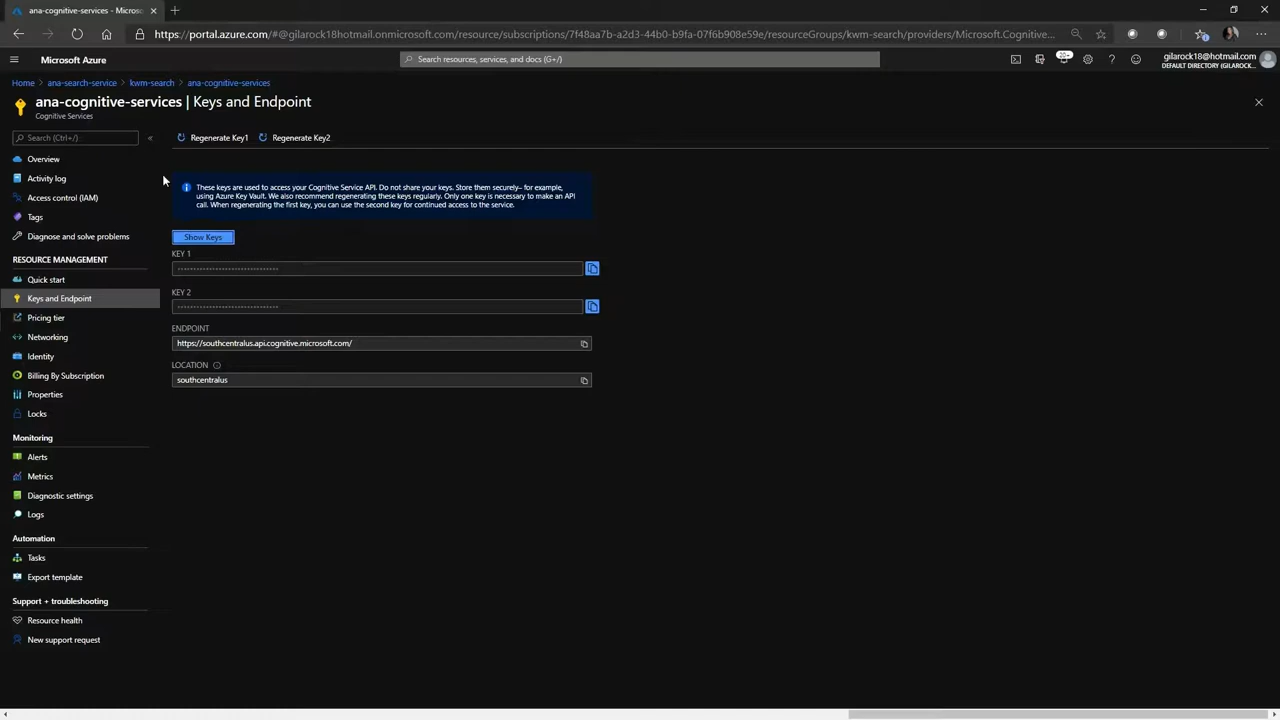 ana-cognitive-services - Microso
https://portal.azure.com/#@gilarock18hotmail.onmicrosoft.com/resource/subscriptions/7f48aa7b-a2d3-44b0-b9fa-07f6b908e59e/resourceGroups/kwm-search/providers/Microsoft.Cognitive...
Microsoft Azure
Search resources, services, and docs (G+/)
20+
gilarock18@hotmail.com
DEFAULT DIRECTORY (GILAROCK...
Home > ana-search-service > kwm-search > ana-cognitive-services
ana-cognitive-services | Keys and Endpoint
Cognitive Services
Search (Ctrl+/)
«
Regenerate Key1
Regenerate Key2
Overview
Activity log
Access control (IAM)
Tags
Diagnose and solve problems
RESOURCE MANAGEMENT
Quick start
Keys and Endpoint
Pricing tier
Networking
Identity
Billing By Subscription
Properties
Locks
Monitoring
Alerts
Metrics
Diagnostic settings
Logs
Automation
Tasks
Export template
Support + troubleshooting
Resource health
New support request
These keys are used to access your Cognitive Service API. Do not share your keys. Store them securely– for example,
using Azure Key Vault. We also recommend regenerating these keys regularly. Only one key is necessary to make an API
call. When regenerating the first key, you can use the second key for continued access to the service.
Show Keys
KEY 1
KEY 2
ENDPOINT
https://southcentralus.api.cognitive.microsoft.com/
LOCATION
southcentralus